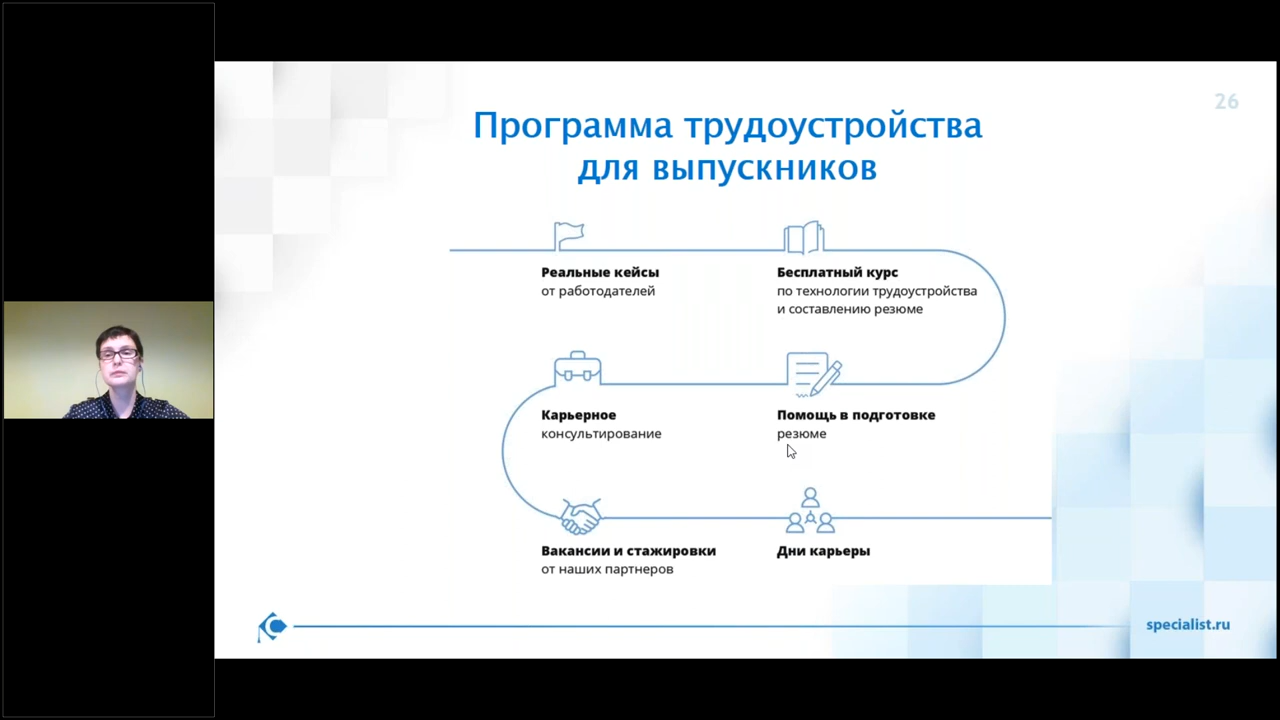 26
Программа трудоустройства
для выпускников
Реальные кейсы
от работодателей
Бесплатный курс
по технологии трудоустройства
и составлению резюме
Карьерное
консультирование
Помощь в подготовке
резюме
Вакансии и стажировки
от наших партнеров
Дни карьеры
specialist.ru